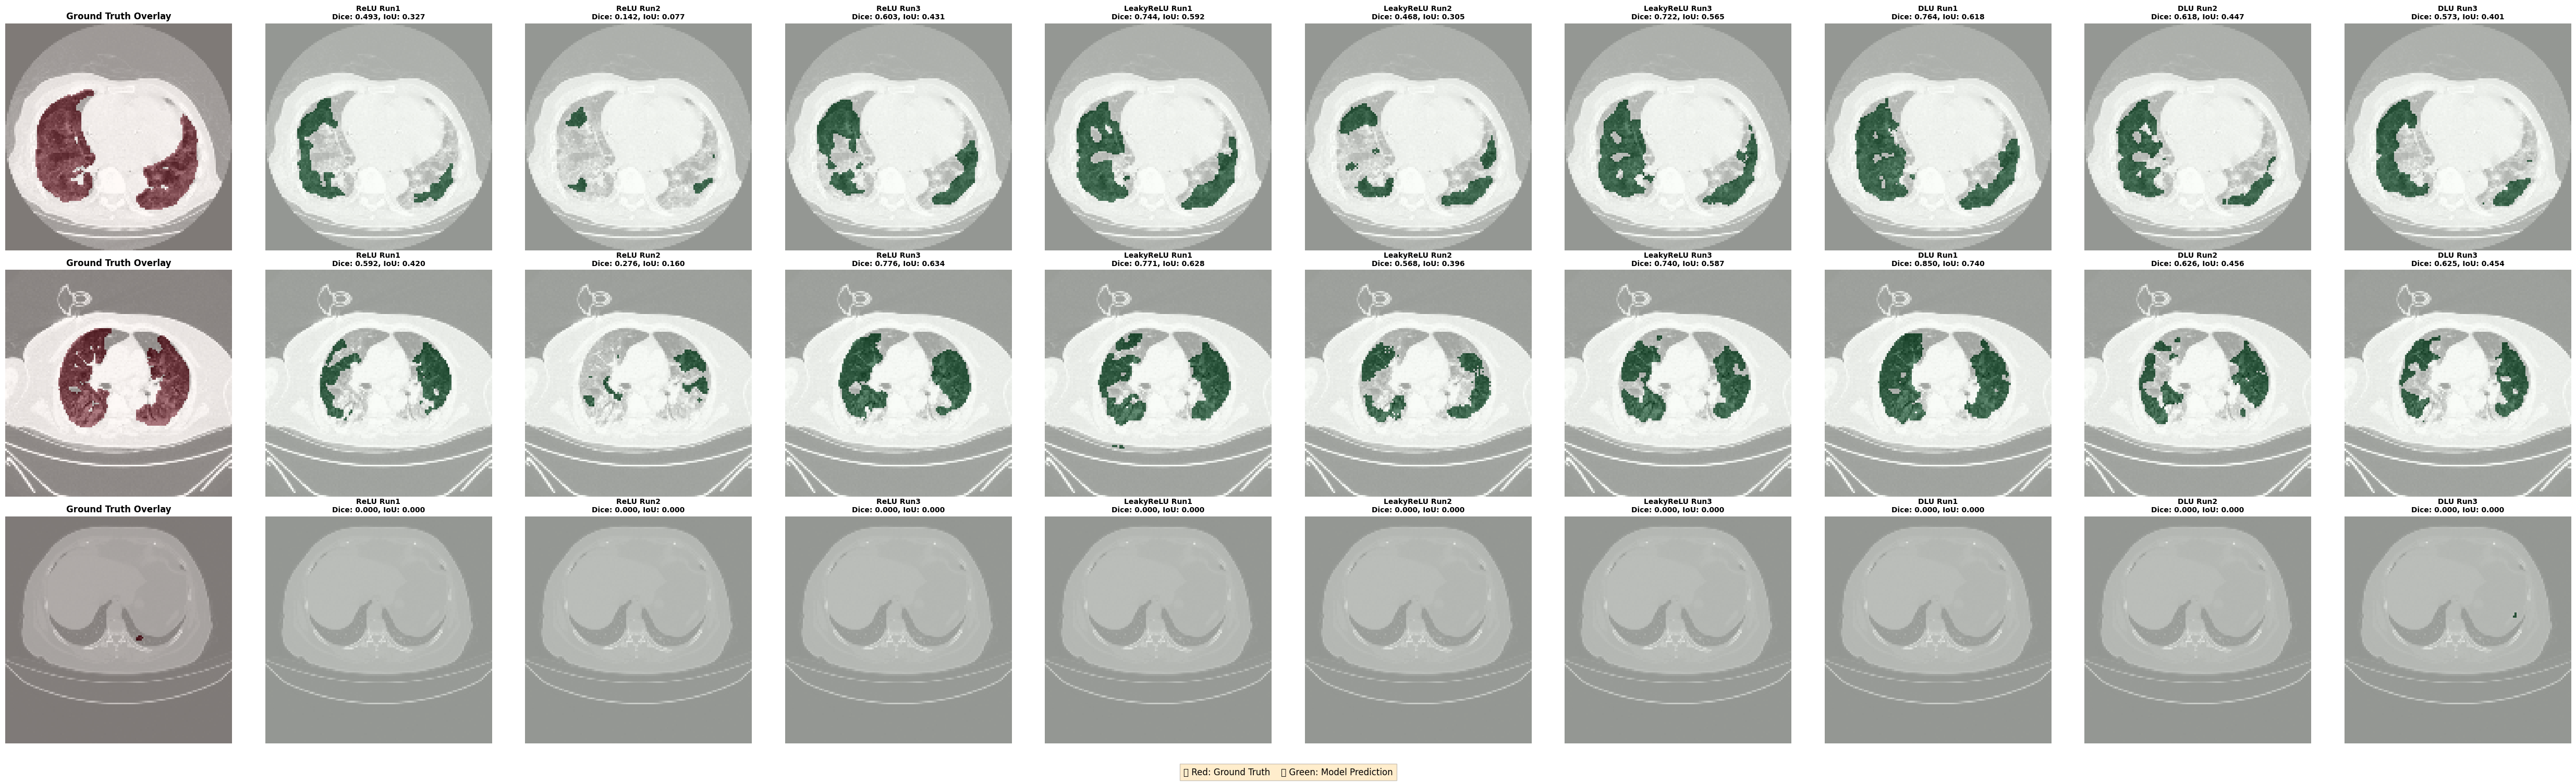 Ground Truth Overlay
ReLU Run1
Dice: 0.493, IoU: 0.327
ReLU Run2
Dice: 0.142, IoU: 0.077
ReLU Run3
Dice: 0.603, IoU: 0.431
LeakyReLU Run1
Dice: 0.744, IoU: 0.592
LeakyReLU Run2
Dice: 0.468, IoU: 0.305
LeakyReLU Run3
Dice: 0.722, IoU: 0.565
DLU Run1
Dice: 0.764, IoU: 0.618
DLU Run2
Dice: 0.618, IoU: 0.447
DLU Run3
Dice: 0.573, IoU: 0.401
Ground Truth Overlay
ReLU Run1
Dice: 0.592, IoU: 0.420
ReLU Run2
Dice: 0.276, IoU: 0.160
ReLU Run3
Dice: 0.776, IoU: 0.634
LeakyReLU Run1
Dice: 0.771, IoU: 0.628
LeakyReLU Run2
Dice: 0.568, IoU: 0.396
LeakyReLU Run3
Dice: 0.740, IoU: 0.587
DLU Run1
Dice: 0.850, IoU: 0.740
DLU Run2
Dice: 0.626, IoU: 0.456
DLU Run3
Dice: 0.625, IoU: 0.454
Ground Truth Overlay
ReLU Run1
Dice: 0.000, IoU: 0.000
ReLU Run2
Dice: 0.000, IoU: 0.000
ReLU Run3
Dice: 0.000, IoU: 0.000
LeakyReLU Run1
Dice: 0.000, IoU: 0.000
LeakyReLU Run2
Dice: 0.000, IoU: 0.000
LeakyReLU Run3
Dice: 0.000, IoU: 0.000
DLU Run1
Dice: 0.000, IoU: 0.000
DLU Run2
Dice: 0.000, IoU: 0.000
DLU Run3
Dice: 0.000, IoU: 0.000
Red: Ground Truth Green: Model Prediction